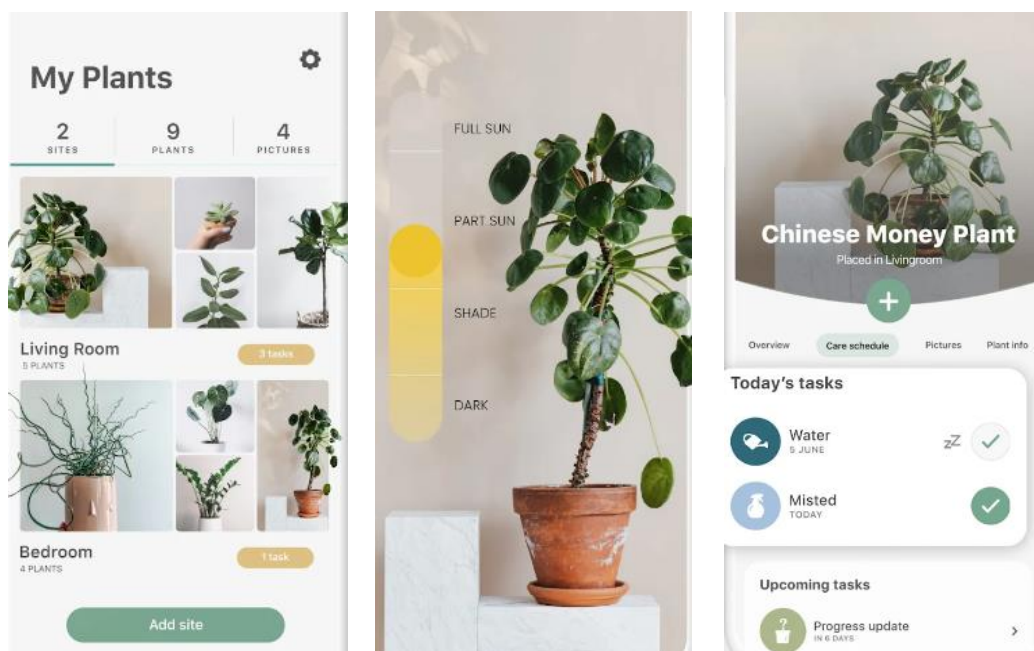 My Plants
2
SITES
9
PLANTS
4
PICTURES
Living Room
5 PLANTS
3 tasks
Bedroom
4 PLANTS
1 task
Add site
FULL SUN
PART SUN
SHADE
DARK
Chinese Money Plant
Placed in Livingroom
Overview
Care schedule
Pictures
Plant info
Today's tasks
Water
5 JUNE
zZ
Misted
TODAY
Upcoming tasks
Progress update
IN 6 DAYS